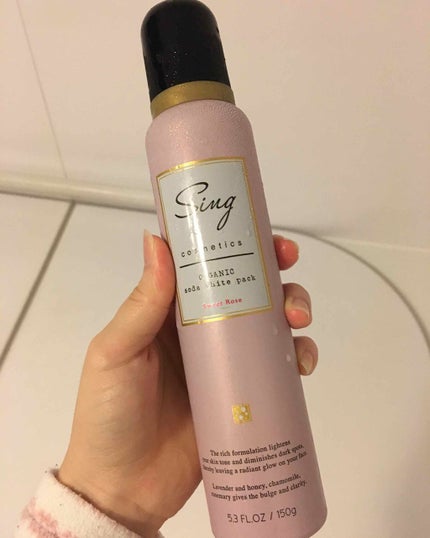 Sing
cosmetics
ORGANIC
soda white pack
Sweet Rose
The rich formulation lightens
your skin tone and diminishes dark spots,
thereby leaving a radiant glow on your face.
Lavender and honey, chamomile,
rosemary gives the bulge and clarity.
5.3 FL.OZ / 150g